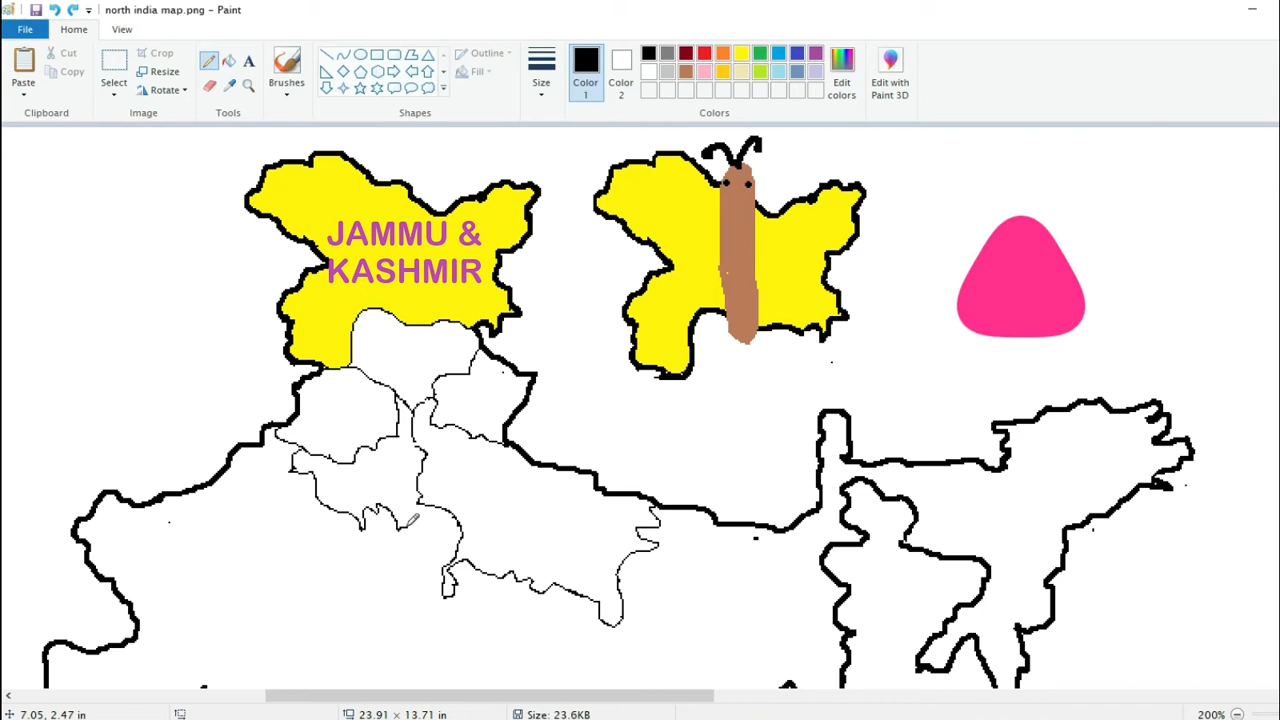 north india map.png - Paint
File
Home
View
Paste
Cut
Copy
Clipboard
Select
Crop
Resize
Rotate
Image
A
Tools
Brushes
Shapes
Outline
Fill
Size
Color
1
Color
2
Colors
Edit
colors
Edit with
Paint 3D
JAMMU &
KASHMIR
7.05, 2.47 in
23.91 × 13.71 in
Size: 23.6KB
200%